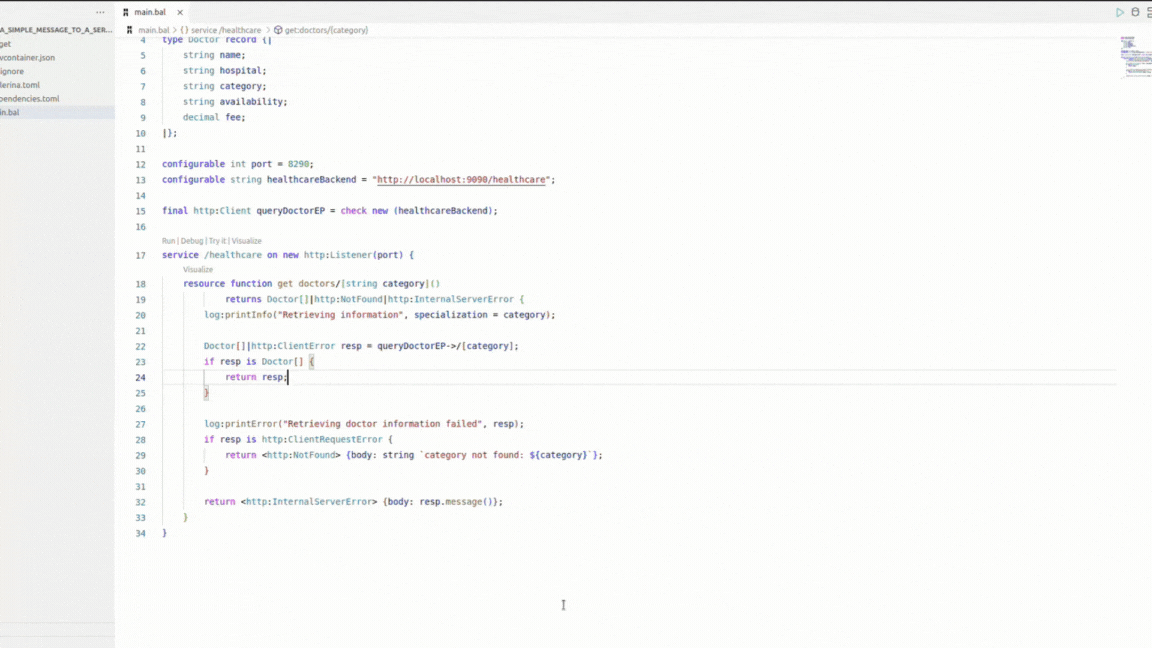 ... main.bal ×
A_SIMPLE_MESSAGE_TO_A_SER... main.bal > {} service /healthcare > get:doctors/[category]
get
vcontainer.json
ignore
lerina.toml
pendencies.toml
in.bal
4 type Doctor record {|
5 string name;
6 string hospital;
7 string category;
8 string availability;
9 decimal fee;
10 |};
11
12 configurable int port = 8290;
13 configurable string healthcareBackend = "http://localhost:9090/healthcare";
14
15 final http:Client queryDoctorEP = check new (healthcareBackend);
16
Run | Debug | Try it | Visualize
17 service /healthcare on new http:Listener(port) {
Visualize
18 resource function get doctors/[string category]()
19 returns Doctor[]|http:NotFound|http:InternalServerError {
20 log:printInfo("Retrieving information", specialization = category);
21
22 Doctor[]|http:ClientError resp = queryDoctorEP->/[category];
23 if resp is Doctor[] {
24 return resp;
25 }
26
27 log:printError("Retrieving doctor information failed", resp);
28 if resp is http:ClientRequestError {
29 return <http:NotFound> {body: string `category not found: ${category}`};
30 }
31
32 return <http:InternalServerError> {body: resp.message()};
33 }
34 }